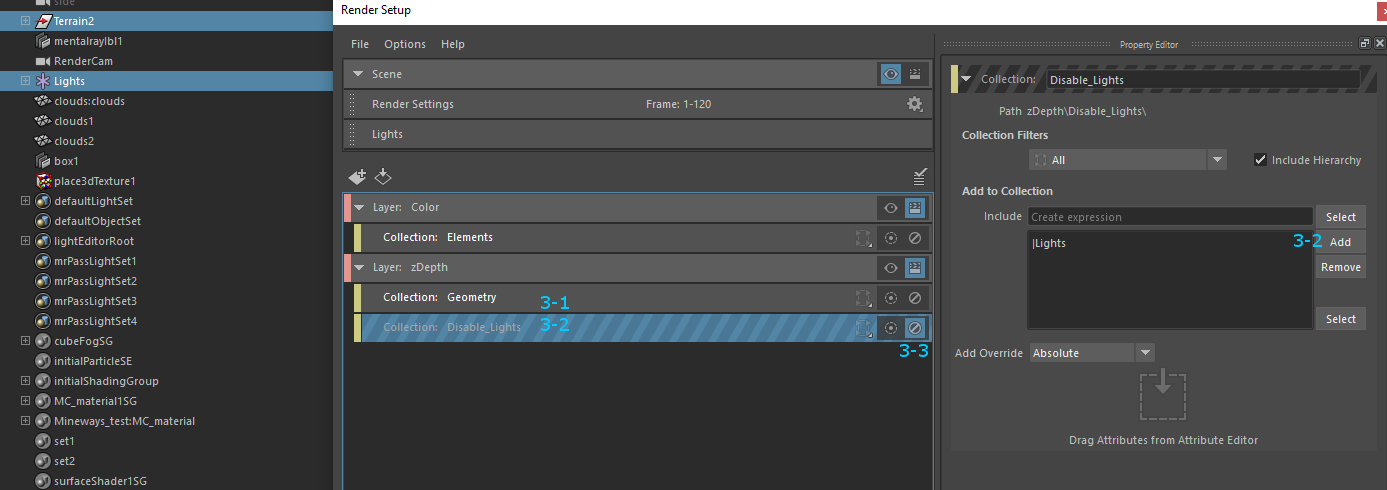 side
Terrain2
mentalrayIbl1
RenderCam
Lights
clouds:clouds
clouds1
clouds2
box1
place3dTexture1
defaultLightSet
defaultObjectSet
lightEditorRoot
mrPassLightSet1
mrPassLightSet2
mrPassLightSet3
mrPassLightSet4
cubeFogSG
initialParticleSE
initialShadingGroup
MC_material1SG
Mineways_test:MC_material
set1
set2
surfaceShader1SG
Render Setup
File Options Help
Scene
Render Settings Frame: 1-120
Lights
Layer: Color
Collection: Elements
Layer: zDepth
Collection: Geometry
3-1
Collection: Disable_Lights
3-2
3-3
Property Editor
Collection: Disable_Lights
Path zDepth\Disable_Lights\
Collection Filters
All Include Hierarchy
Add to Collection
Include Create expression Select
|Lights 3-2 Add
Remove
Select
Add Override Absolute
Drag Attributes from Attribute Editor